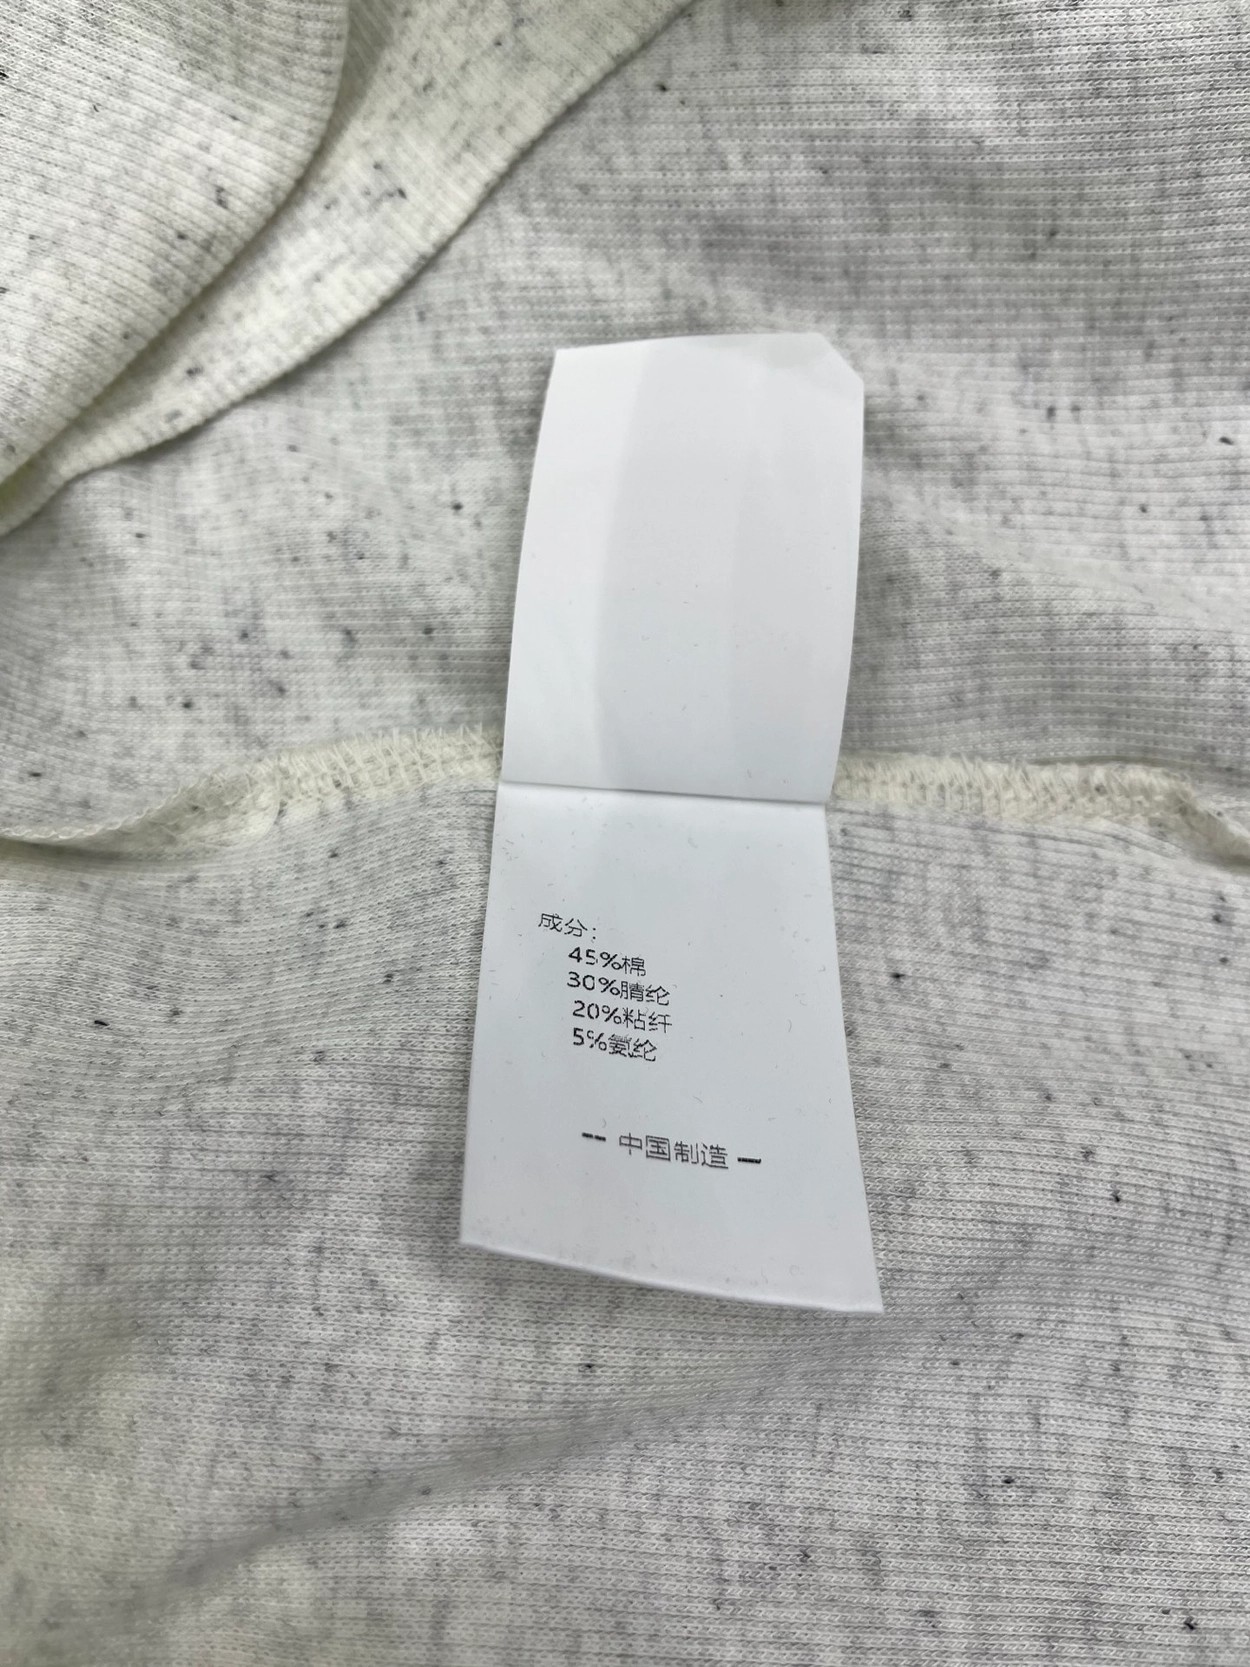 成分：
45%棉
30%腈纶
20%粘纤
5%氨纶
-- 中国制造 —